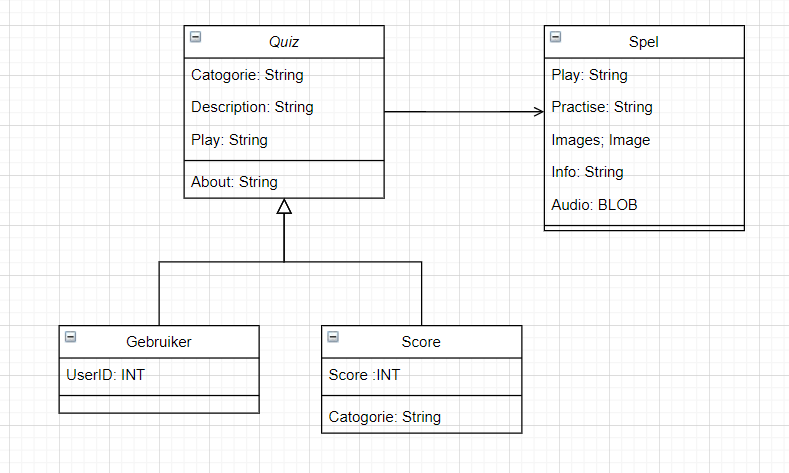 Quiz
Catogorie: String
Description: String
Play: String
About: String
Spel
Play: String
Practise: String
Images; Image
Info: String
Audio: BLOB
Gebruiker
UserID: INT
Score
Score :INT
Catogorie: String